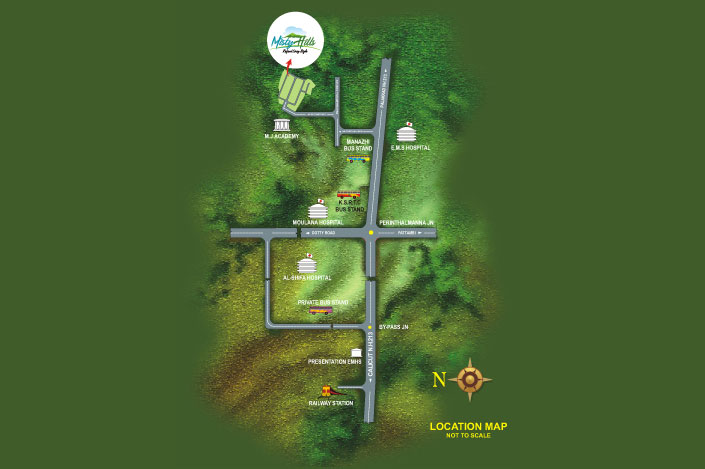 Misty Hills
M.J ACADEMY
PALAKKAD NH-213
MANAZHI
BUS STAND
E.M.S HOSPITAL
K.S.R.T.C
BUS STAND
MOULANA HOSPITAL
PERINTHALMANNA JN
OOTTY ROAD
PATTAMBI
AL-SHIFA HOSPITAL
PRIVATE BUS STAND
BY-PASS JN
CALICUT NH-213
PRESENTATION EMHS
N
RAILWAY STATION
LOCATION MAP
NOT TO SCALE